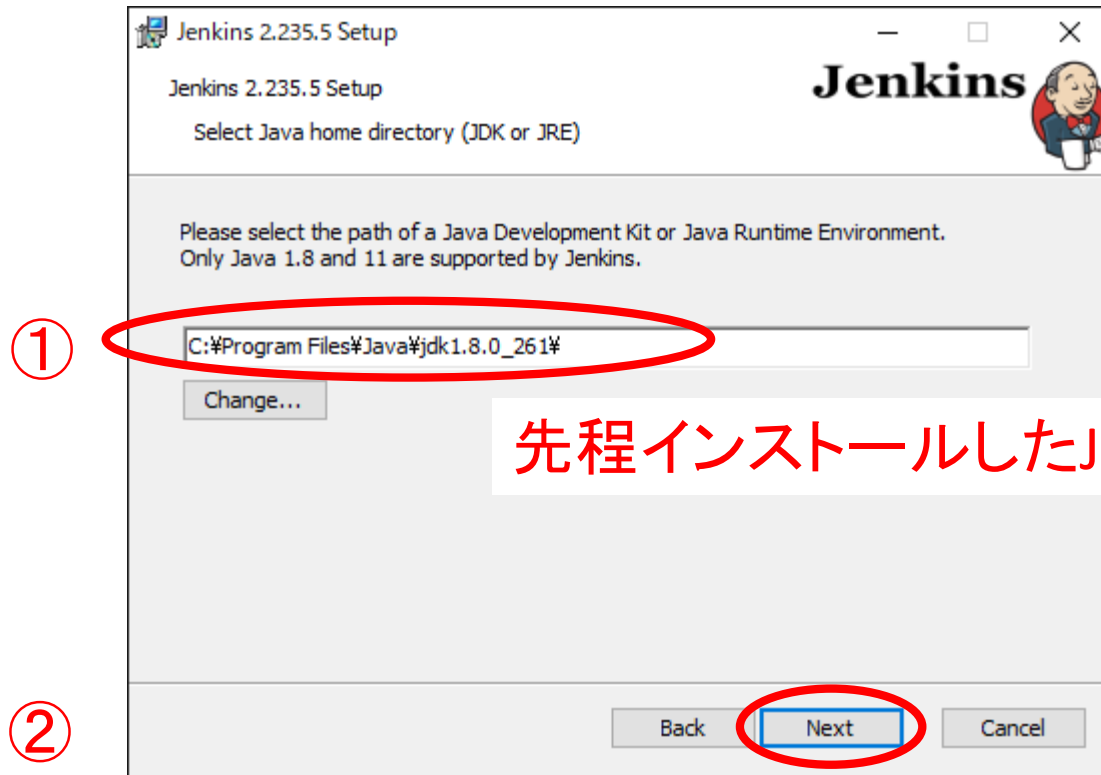 Jenkins 2.235.5 Setup
Jenkins 2.235.5 Setup
Jenkins
Select Java home directory (JDK or JRE)
Please select the path of a Java Development Kit or Java Runtime Environment.
Only Java 1.8 and 11 are supported by Jenkins.
①
C:¥Program Files¥Java¥jdk1.8.0_261¥
Change...
先程インストールしたJ
②
Back
Next
Cancel